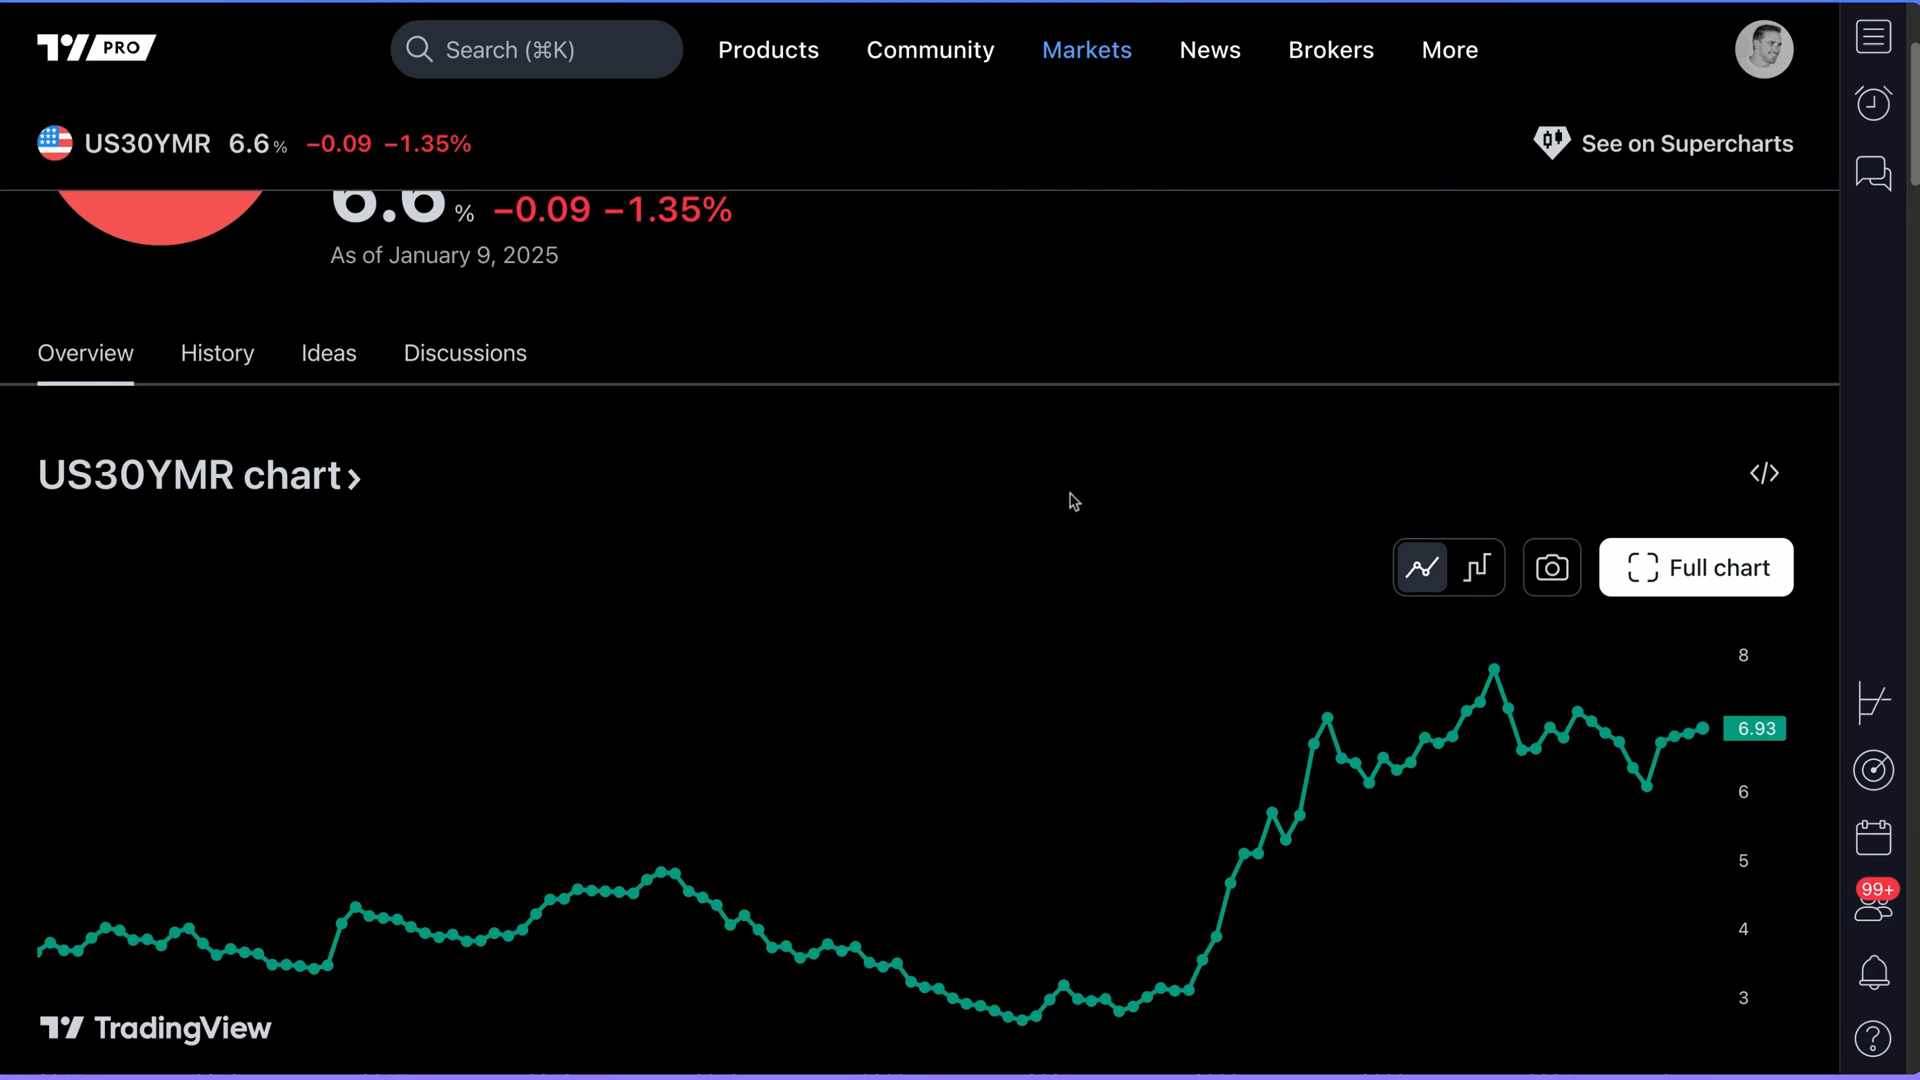 PRO
Search (⌘K)
Products
Community
Markets
News
Brokers
More
US30YMR 6.6% −0.09 −1.35%
See on Supercharts
6.6% −0.09 −1.35%
As of January 9, 2025
Overview
History
Ideas
Discussions
US30YMR chart›
</>
Full chart
8
6.93
6
5
4
3
99+
TradingView